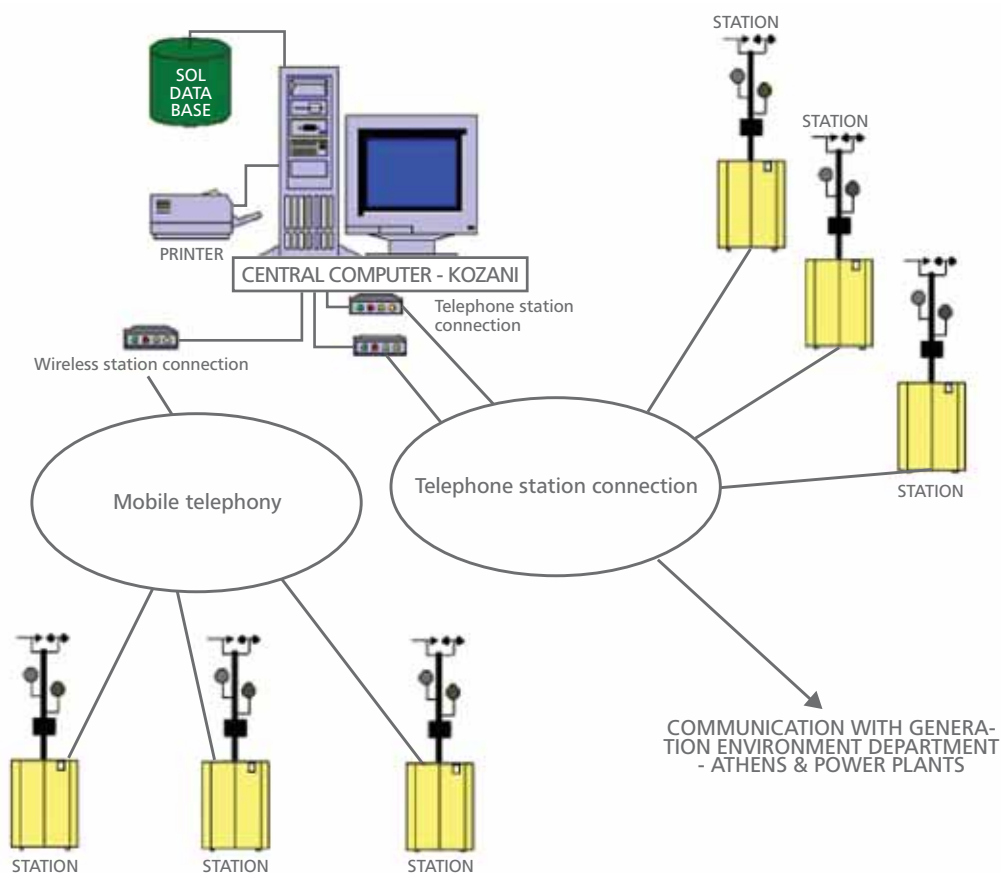 STATION
SOL
DATA
BASE
STATION
PRINTER
CENTRAL COMPUTER - KOZANI
Telephone station
connection
Wireless station connection
Mobile telephony
Telephone station connection
STATION
COMMUNICATION WITH GENERA-
TION ENVIRONMENT DEPARTMENT
- ATHENS & POWER PLANTS
STATION
STATION
STATION